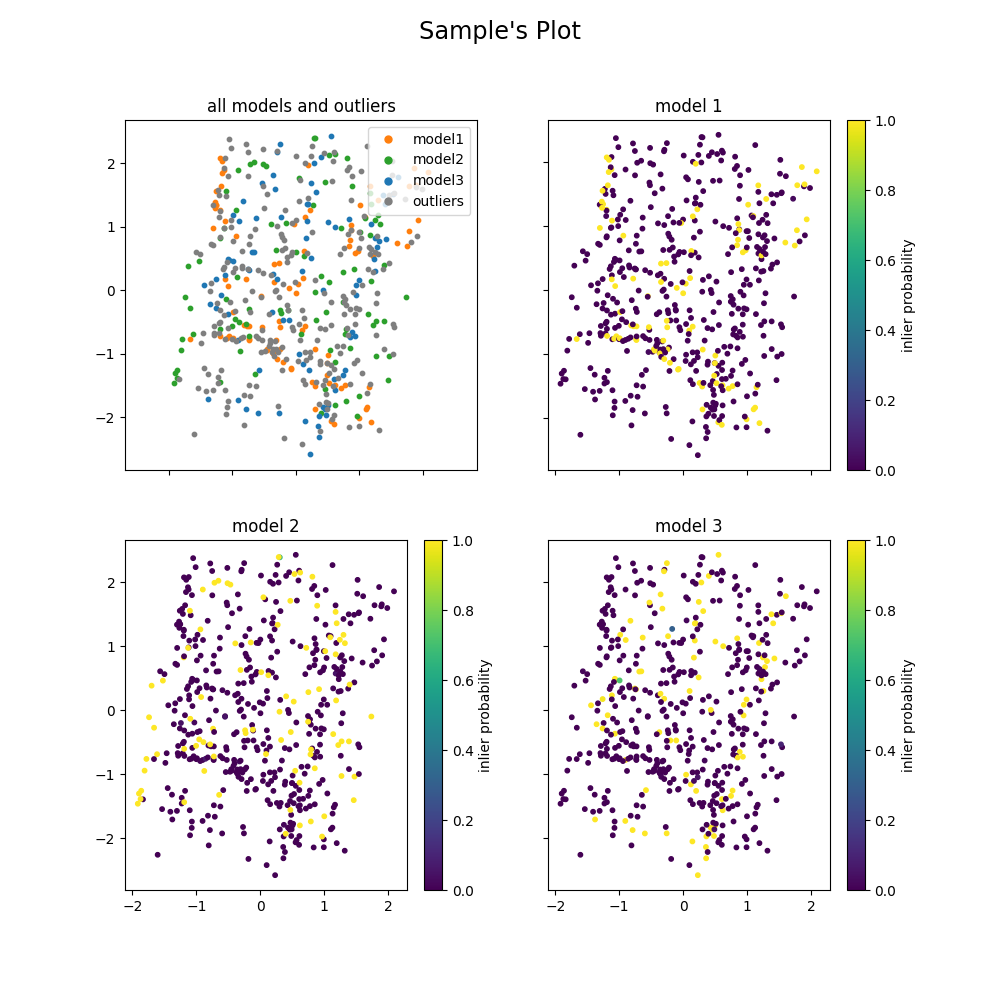 Sample's Plot
all models and outliers
model1
model2
model3
outliers
2
1
0
−1
−2
model 1
1.0
0.8
0.6
0.4
0.2
0.0
inlier probability
model 2
2
1
0
−1
−2
−2 −1 0 1 2
1.0
0.8
0.6
0.4
0.2
0.0
inlier probability
model 3
−2 −1 0 1 2
1.0
0.8
0.6
0.4
0.2
0.0
inlier probability